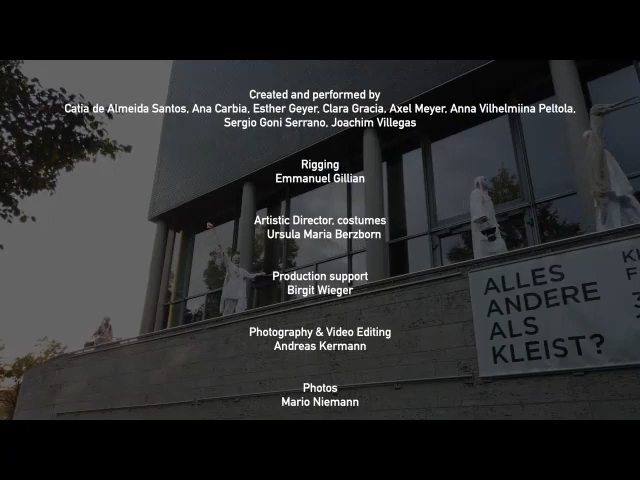 Created and performed by
Catia de Almeida Santos, Ana Carbia, Esther Geyer, Clara Gracia, Axel Meyer, Anna Vilhelmiina Peltola,
Sergio Goni Serrano, Joachim Villegas
Rigging
Emmanuel Gillian
Artistic Director, costumes
Ursula Maria Berzborn
Production support
Birgit Wieger
Photography & Video Editing
Andreas Kermann
Photos
Mario Niemann
ALLES
ANDERE
ALS
KLEIST?